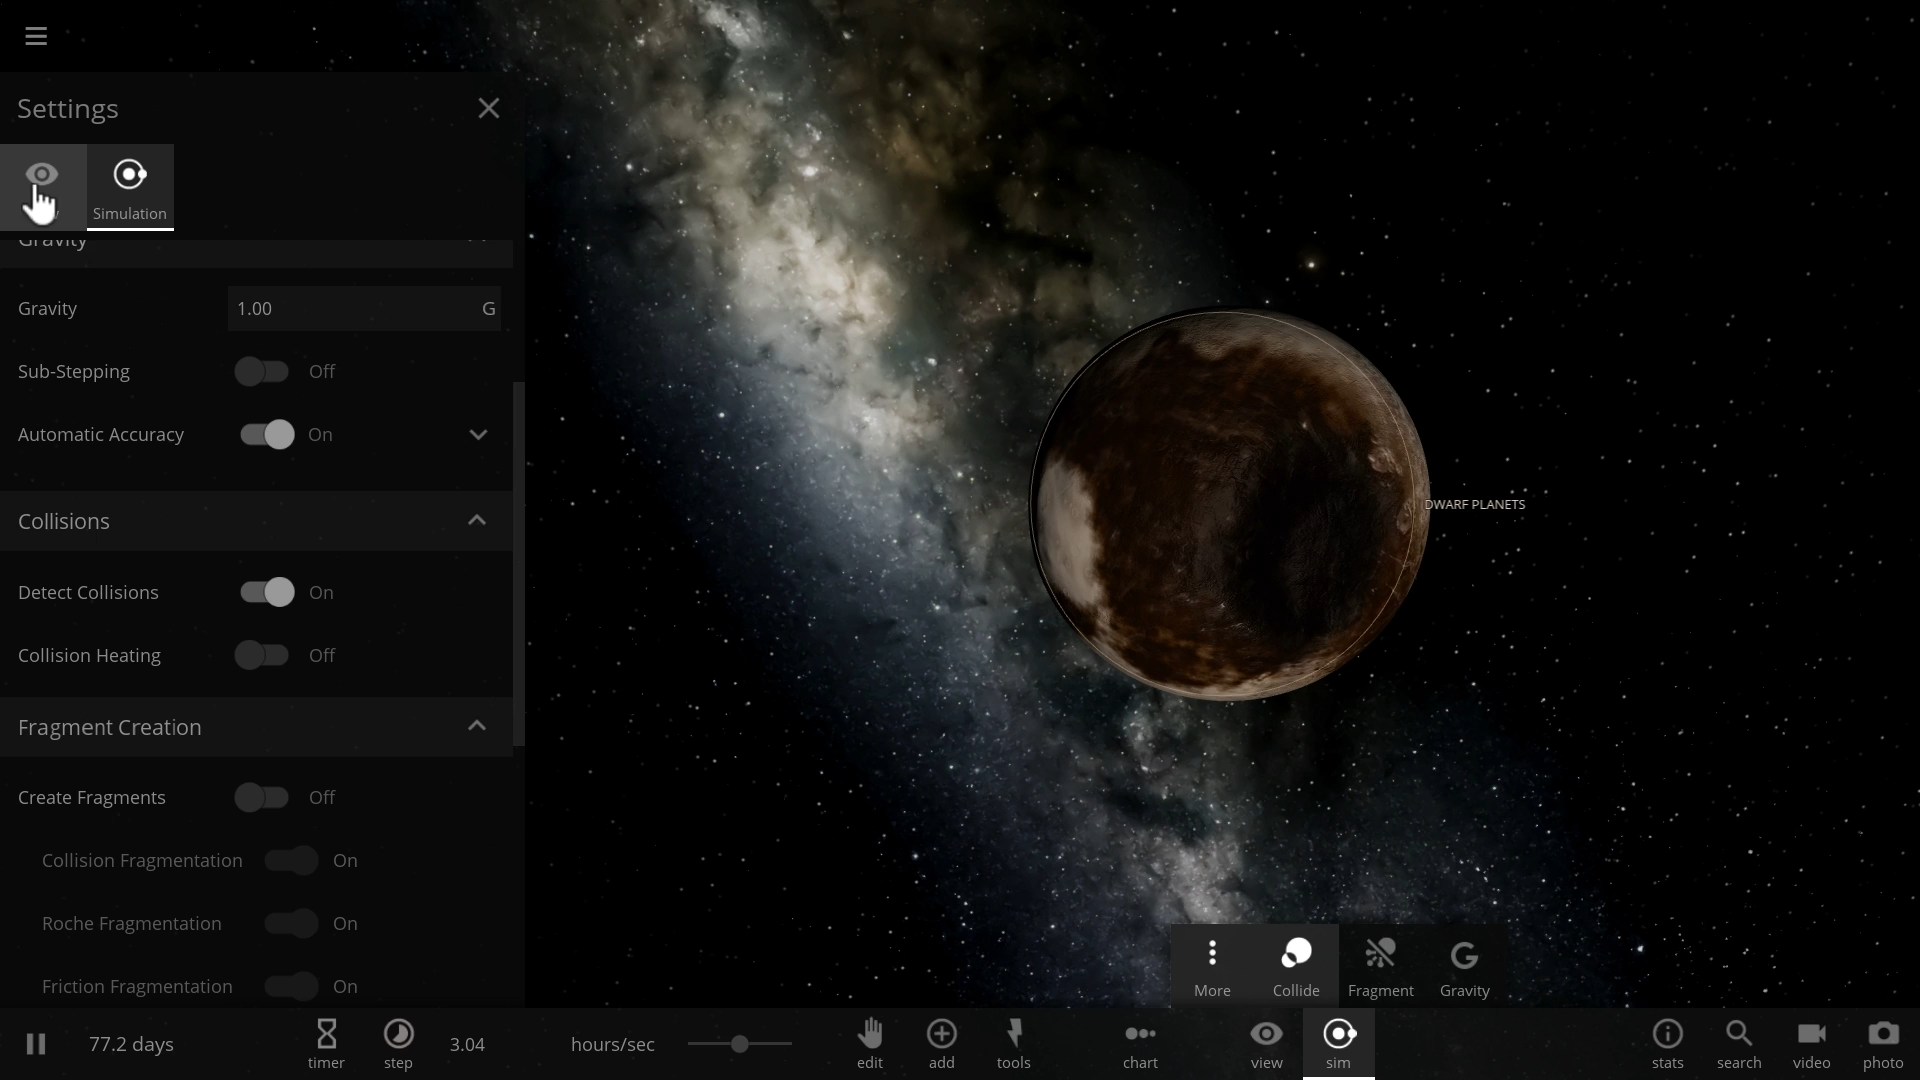 Settings
Simulation
Gravity
Gravity 1.00 G
Sub-Stepping Off
Automatic Accuracy On
Collisions
Detect Collisions On
Collision Heating Off
Fragment Creation
Create Fragments Off
Collision Fragmentation On
Roche Fragmentation On
Friction Fragmentation On
DWARF PLANETS
More Collide Fragment Gravity
77.2 days timer step 3.04 hours/sec edit add tools chart view sim stats search video photo